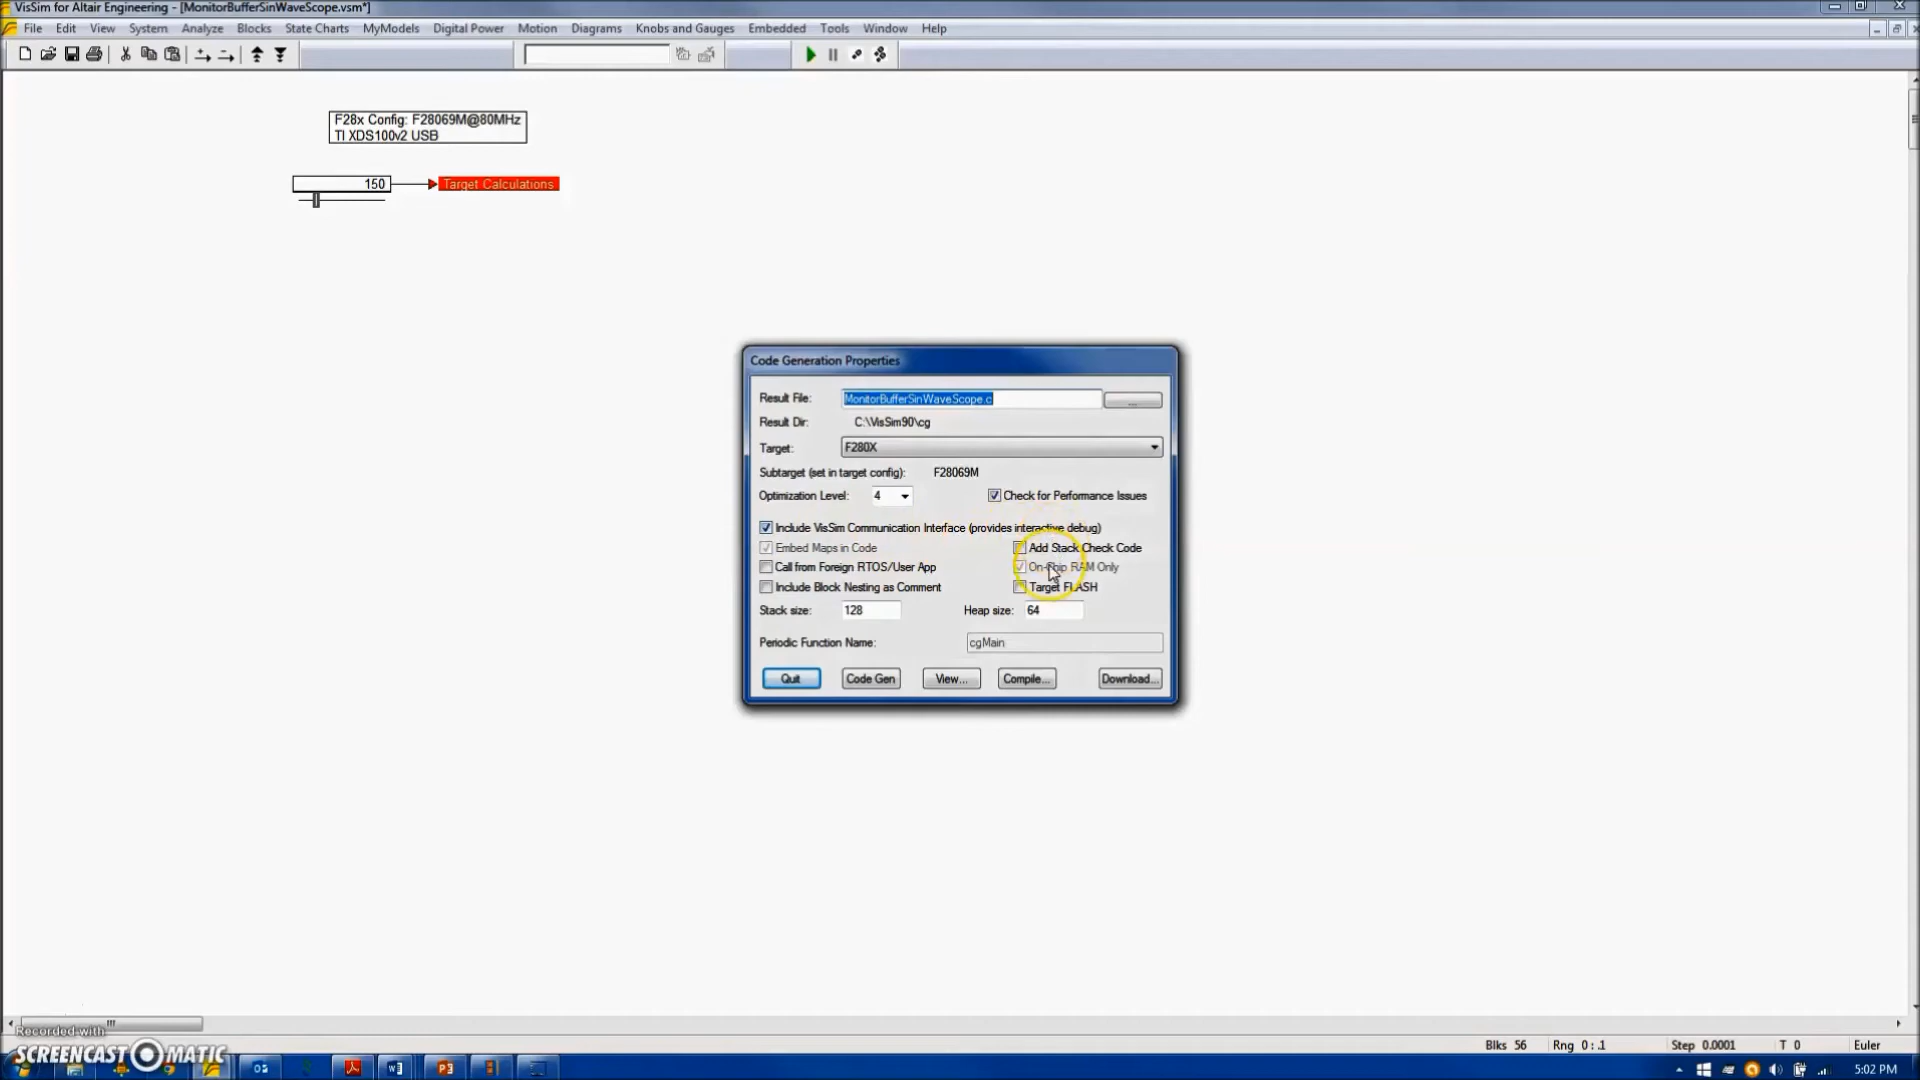 VisSim for Altair Engineering - [MonitorBufferSinWaveScope.vsm*]
File Edit View System Analyze Blocks State Charts MyModels Digital Power Motion Diagrams Knobs and Gauges Embedded Tools Window Help
F28x Config: F28069M@80MHz
TI XDS100v2 USB
150
Target Calculations
Code Generation Properties
Result File: MonitorBufferSinWaveScope.c ...
Result Dir: C:\VisSim90\cg
Target: F280X
Subtarget (set in target config): F28069M
Optimization Level: 4 Check for Performance Issues
Include VisSim Communication Interface (provides interactive debug)
Embed Maps in Code Add Stack Check Code
Call from Foreign RTOS/User App On-Chip RAM Only
Include Block Nesting as Comment Target FLASH
Stack size: 128 Heap size: 64
Periodic Function Name: cgMain
Quit Code Gen View... Compile... Download...
Recorded with
SCREENCAST MATIC
Blks 56 Rng 0:.1 Step 0.0001 T 0 Euler
5:02 PM